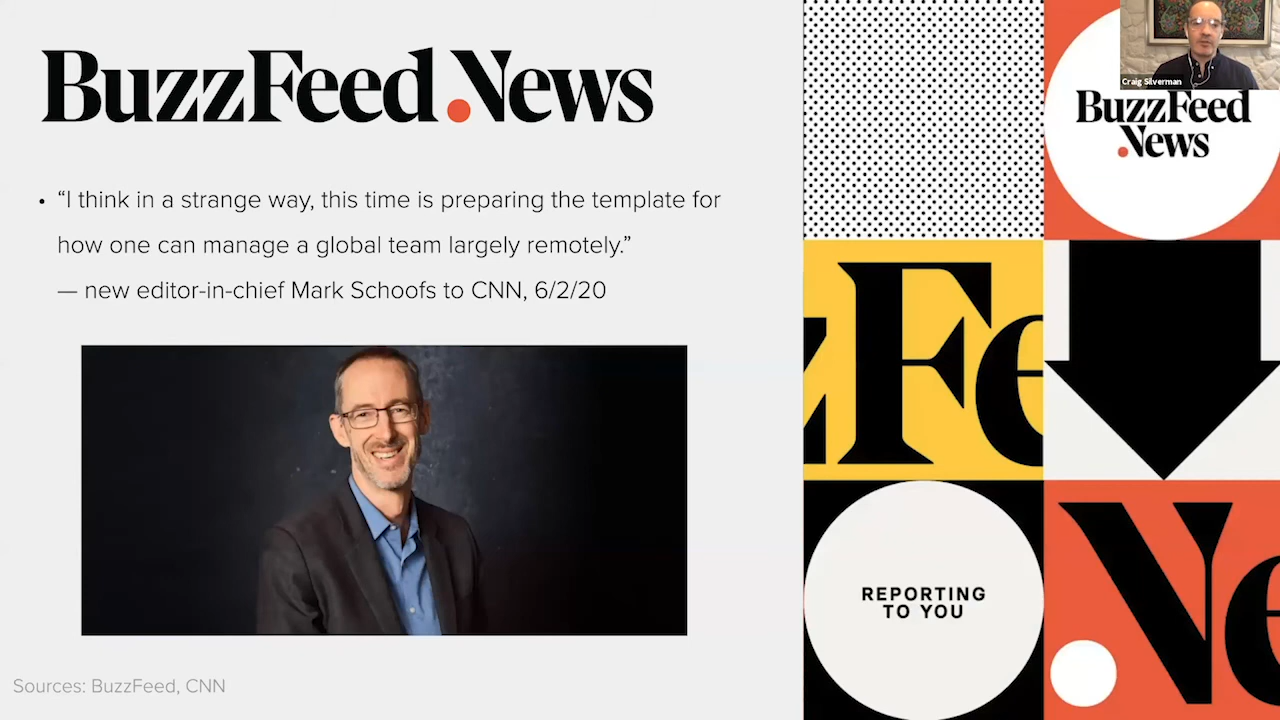 BuzzFeed.News
• “I think in a strange way, this time is preparing the template for
how one can manage a global team largely remotely.”
— new editor-in-chief Mark Schoofs to CNN, 6/2/20
Sources: BuzzFeed, CNN
Craig Silverman
BuzzFeed
.News
zFe
REPORTING
TO YOU
.Ne